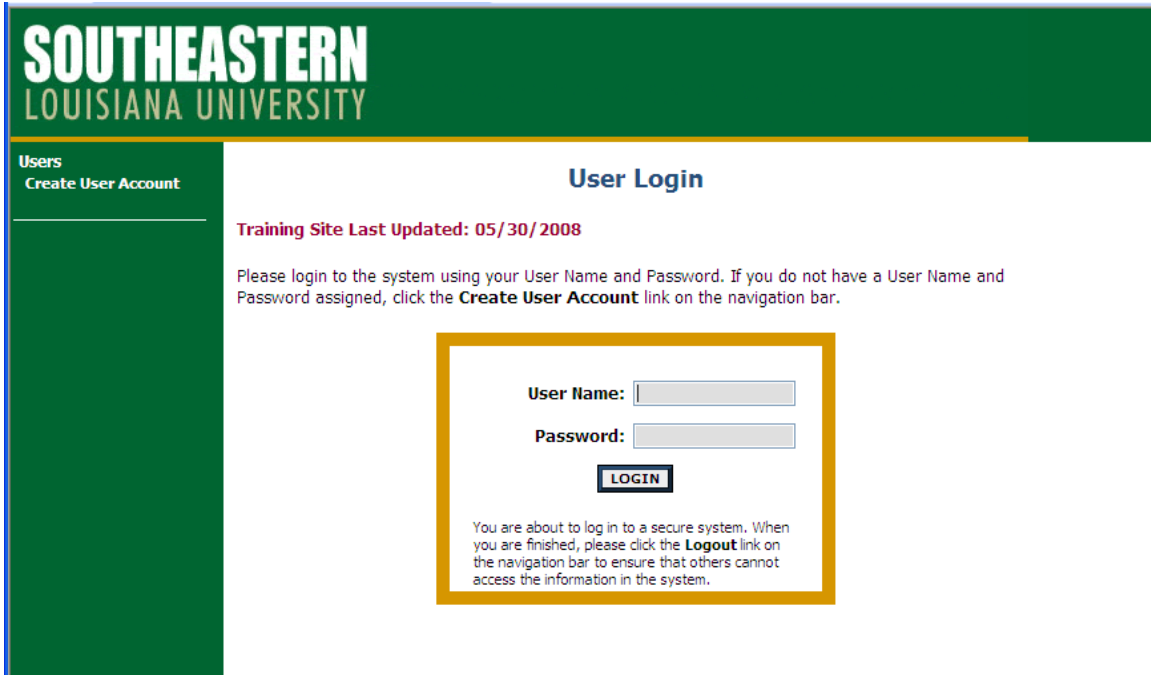 SOUTHEASTERN
LOUISIANA UNIVERSITY
Users
Create User Account
User Login
Training Site Last Updated: 05/30/2008
Please login to the system using your User Name and Password. If you do not have a User Name and
Password assigned, click the Create User Account link on the navigation bar.
User Name:
Password:
LOGIN
You are about to log in to a secure system. When
you are finished, please click the Logout link on
the navigation bar to ensure that others cannot
access the information in the system.